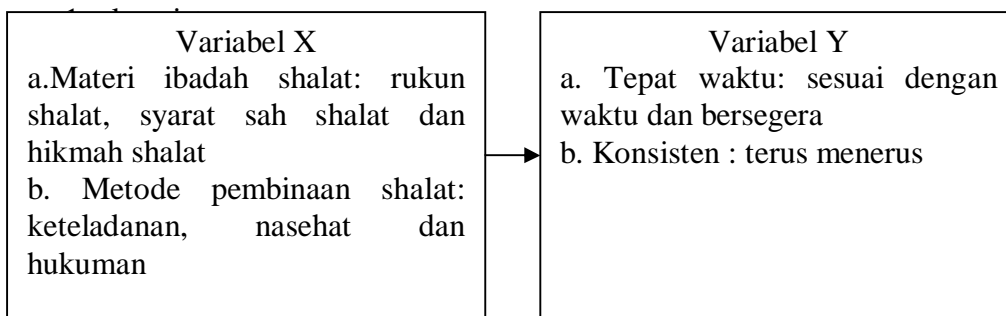 Variabel X
a.Materi ibadah shalat: rukun
shalat, syarat sah shalat dan
hikmah shalat
b. Metode pembinaan shalat:
keteladanan, nasehat dan
hukuman
Variabel Y
a. Tepat waktu: sesuai dengan
waktu dan bersegera
b. Konsisten : terus menerus